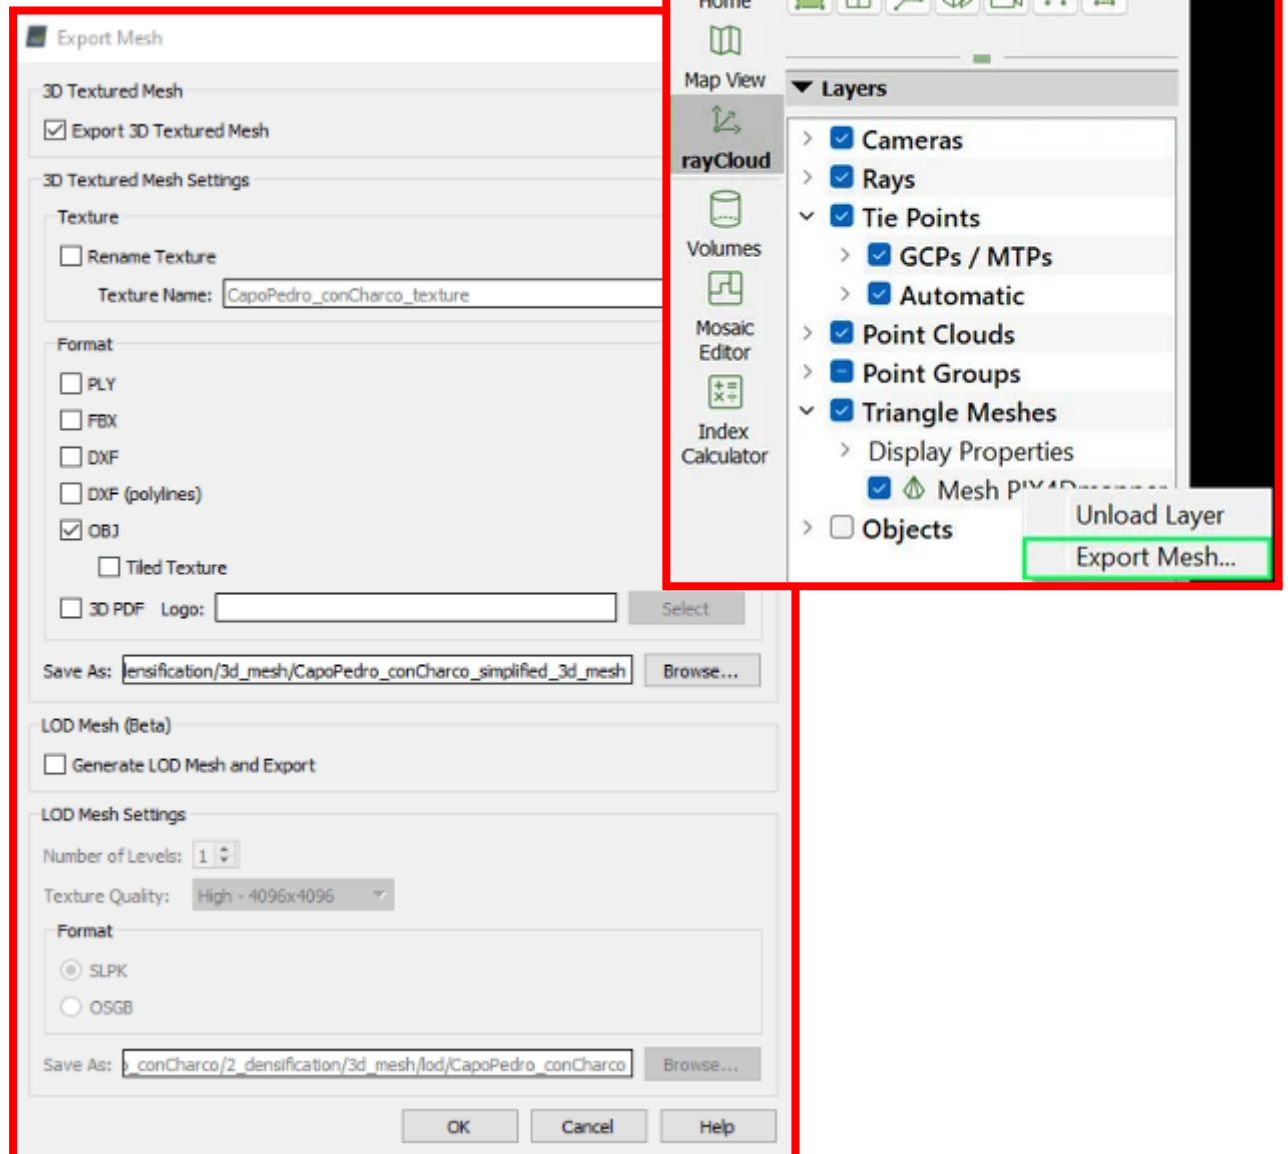 Export Mesh
3D Textured Mesh
Export 3D Textured Mesh
3D Textured Mesh Settings
Texture
Rename Texture
Texture Name: CapoPedro_conCharco_texture
Format
PLY
FBX
DXF
DXF (polylines)
OBJ
Tiled Texture
3D PDF Logo: Select
Save As: lensification/3d_mesh/CapoPedro_conCharco_simplified_3d_mesh Browse...
LOD Mesh (Beta)
Generate LOD Mesh and Export
LOD Mesh Settings
Number of Levels: 1
Texture Quality: High - 4096x4096
Format
SLPK
OSGB
Save As: o_conCharco/2_densification/3d_mesh/lod/CapoPedro_conCharco Browse...
OK Cancel Help
Home
Map View
rayCloud
Volumes
Mosaic
Editor
Index
Calculator
Layers
Cameras
Rays
Tie Points
GCPs / MTPs
Automatic
Point Clouds
Point Groups
Triangle Meshes
Display Properties
Mesh PIX4Dmapper
Objects
Unload Layer
Export Mesh...